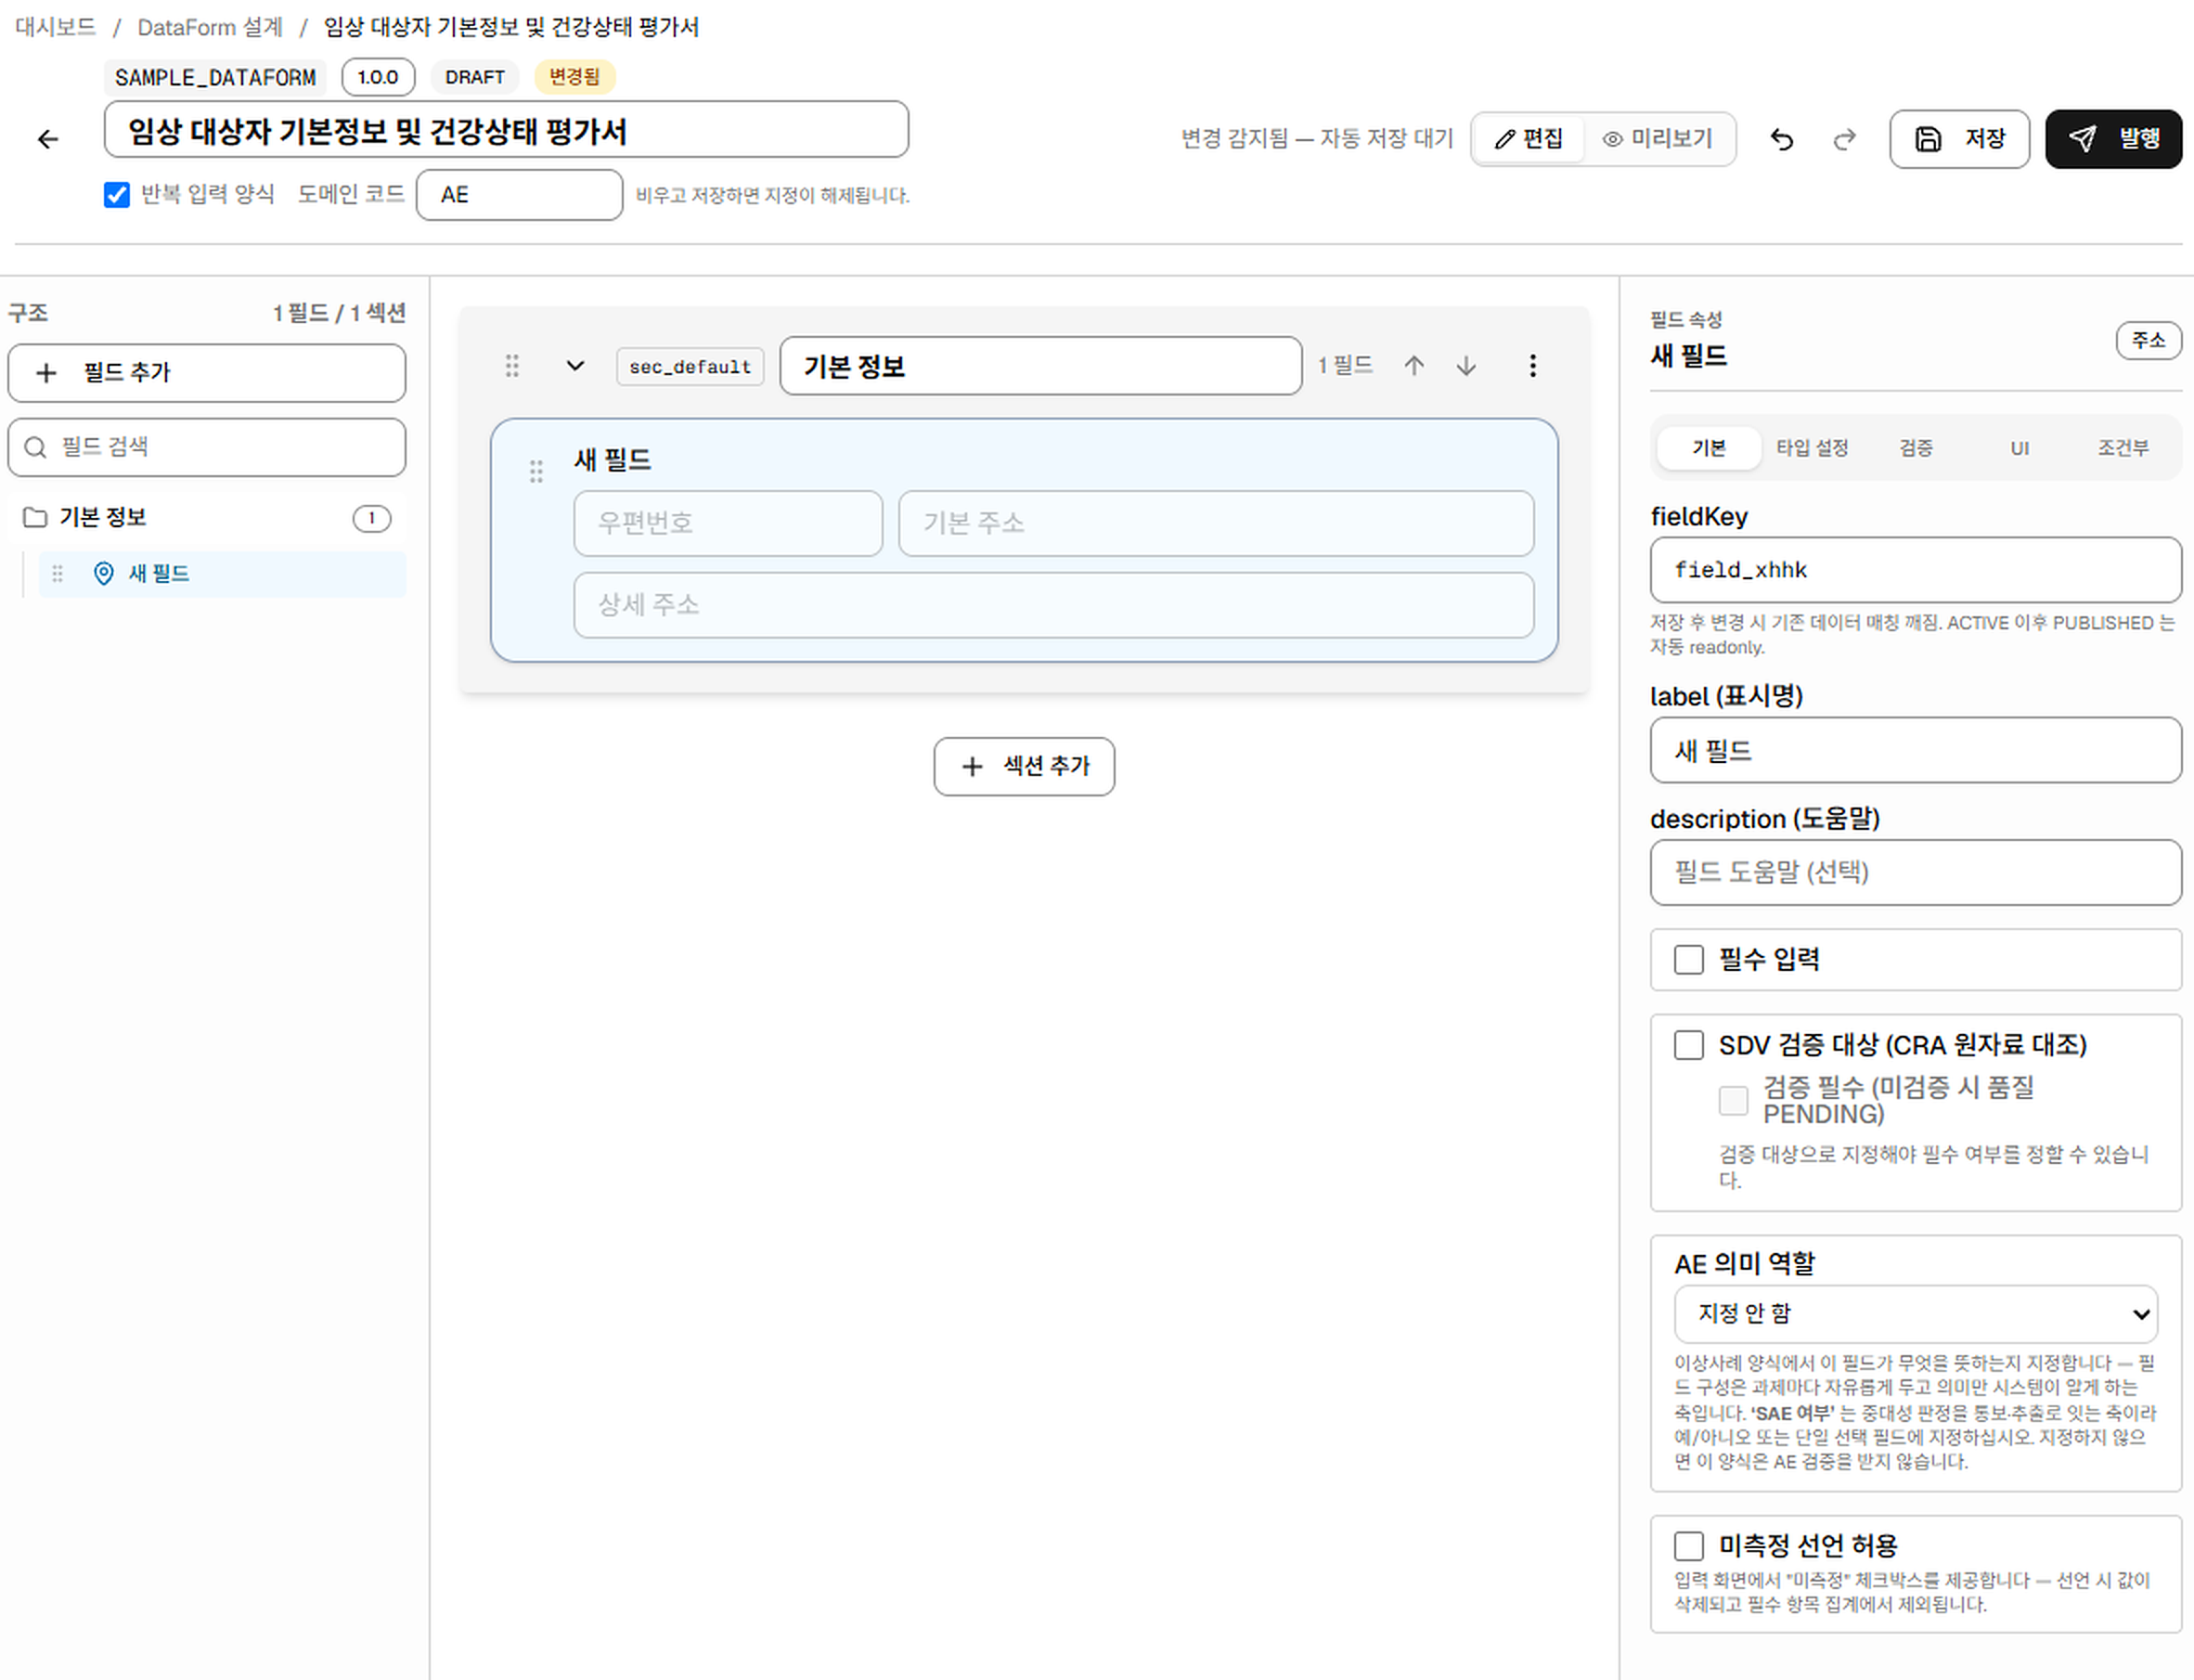 대시보드 / DataForm 설계 / 임상 대상자 기본정보 및 건강상태 평가서
SAMPLE_DATAFORM 1.0.0 DRAFT 변경됨
임상 대상자 기본정보 및 건강상태 평가서
변경 감지됨 — 자동 저장 대기 편집 미리보기 저장 발행
반복 입력 양식 도메인 코드 AE 비우고 저장하면 지정이 해제됩니다.
구조 1 필드 / 1 섹션
필드 추가
필드 검색
기본 정보 1
새 필드
sec_default 기본 정보 1 필드
새 필드
우편번호 기본 주소
상세 주소
섹션 추가
필드 속성
새 필드 주소
기본 타입 설정 검증 UI 조건부
fieldKey
field_xhhk
저장 후 변경 시 기존 데이터 매칭 깨짐. ACTIVE 이후 PUBLISHED 는
자동 readonly.
label (표시명)
새 필드
description (도움말)
필드 도움말 (선택)
필수 입력
SDV 검증 대상 (CRA 원자료 대조)
검증 필수 (미검증 시 품질
PENDING)
검증 대상으로 지정해야 필수 여부를 정할 수 있습니
다.
AE 의미 역할
지정 안 함
이상사례 양식에서 이 필드가 무엇을 뜻하는지 지정합니다 — 필
드 구성은 과제마다 자유롭게 두고 의미만 시스템이 알게 하는
축입니다. ‘SAE 여부’ 는 중대성 판정을 통보·추출로 잇는 축이라
예/아니오 또는 단일 선택 필드에 지정하십시오. 지정하지 않으
면 이 양식은 AE 검증을 받지 않습니다.
미측정 선언 허용
입력 화면에서 "미측정" 체크박스를 제공합니다 — 선언 시 값이
삭제되고 필수 항목 집계에서 제외됩니다.